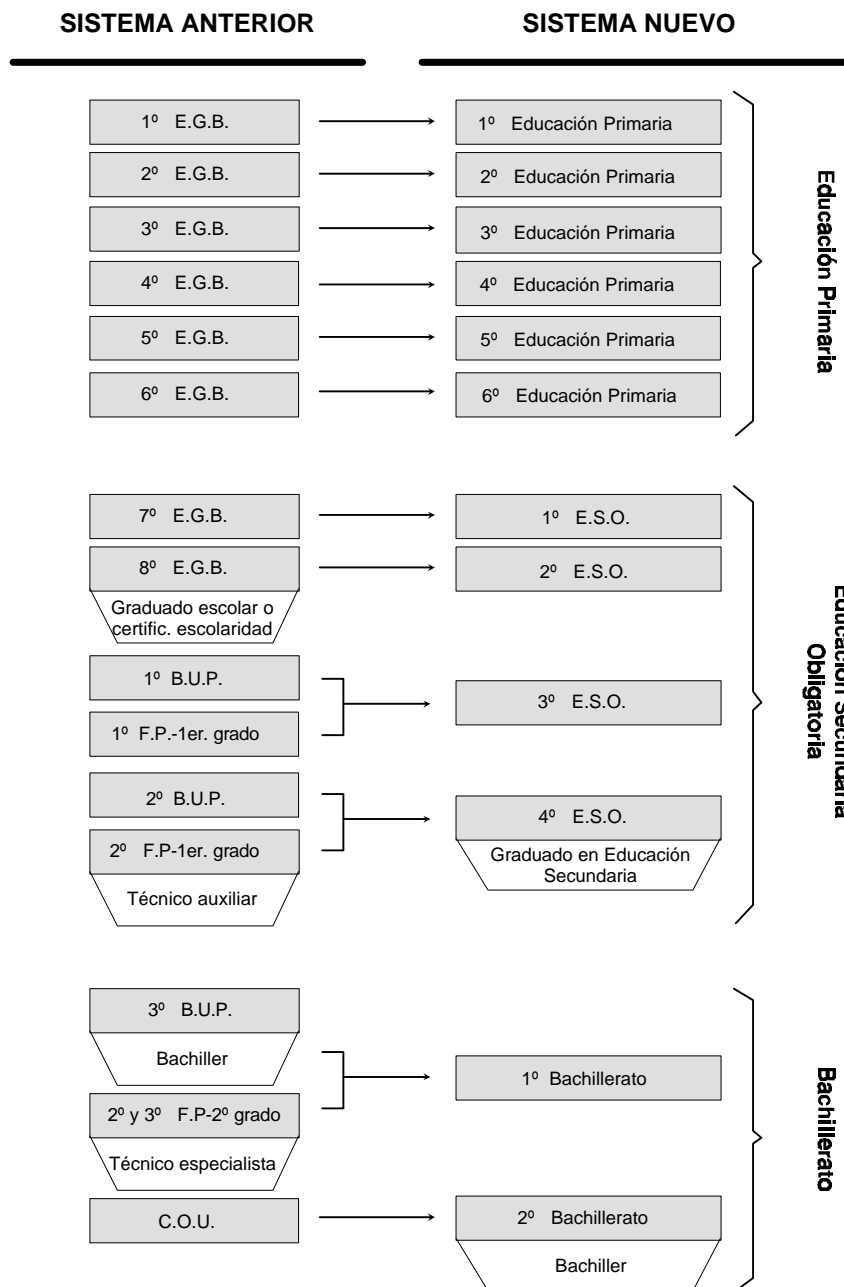 SISTEMA ANTERIOR
SISTEMA NUEVO
1º E.G.B.
1º Educación Primaria
2º E.G.B.
2º Educación Primaria
3º E.G.B.
3º Educación Primaria
4º E.G.B.
4º Educación Primaria
5º E.G.B.
5º Educación Primaria
6º E.G.B.
6º Educación Primaria
Educación Primaria
7º E.G.B.
1º E.S.O.
8º E.G.B.
2º E.S.O.
Graduado escolar o
certific. escolaridad
1º B.U.P.
1º F.P.-1er. grado
3º E.S.O.
2º B.U.P.
2º F.P-1er. grado
4º E.S.O.
Técnico auxiliar
Graduado en Educación
Secundaria
Educación Secundaria
Obligatoria
3º B.U.P.
Bachiller
2º y 3º F.P-2º grado
1º Bachillerato
Técnico especialista
C.O.U.
2º Bachillerato
Bachiller
Bachillerato